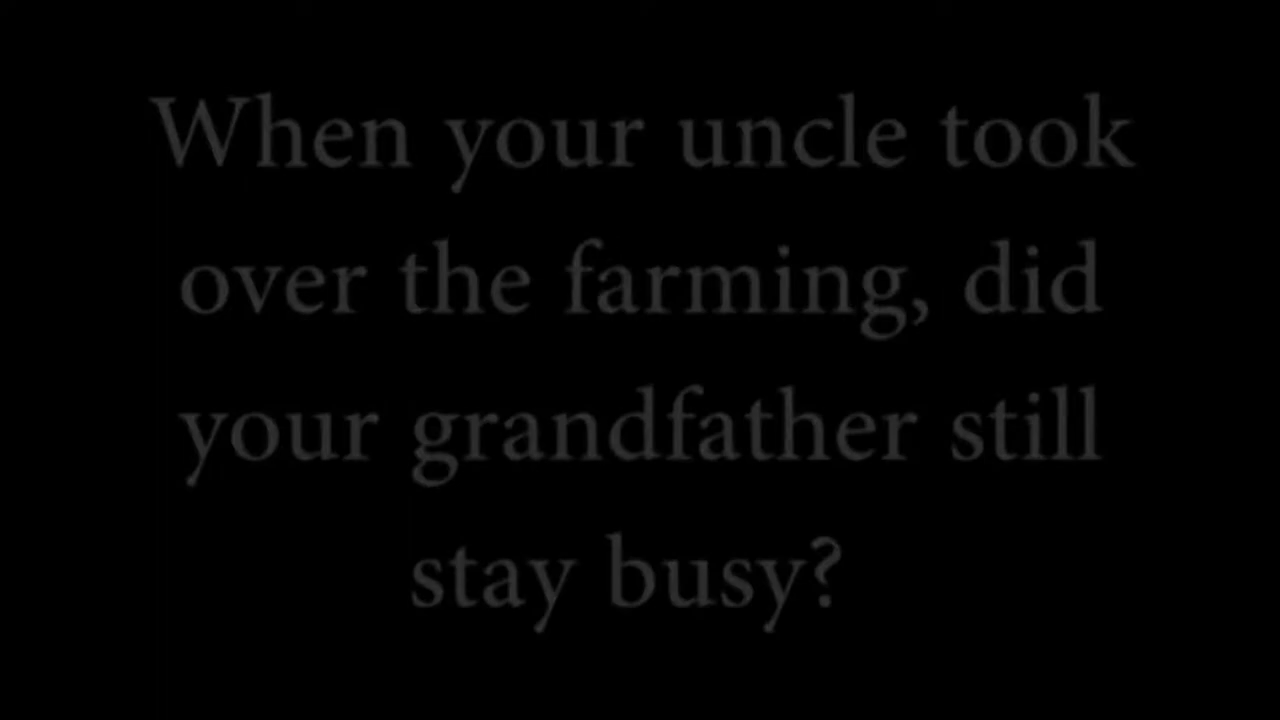 When your uncle took
over the farming, did
your grandfather still
stay busy?